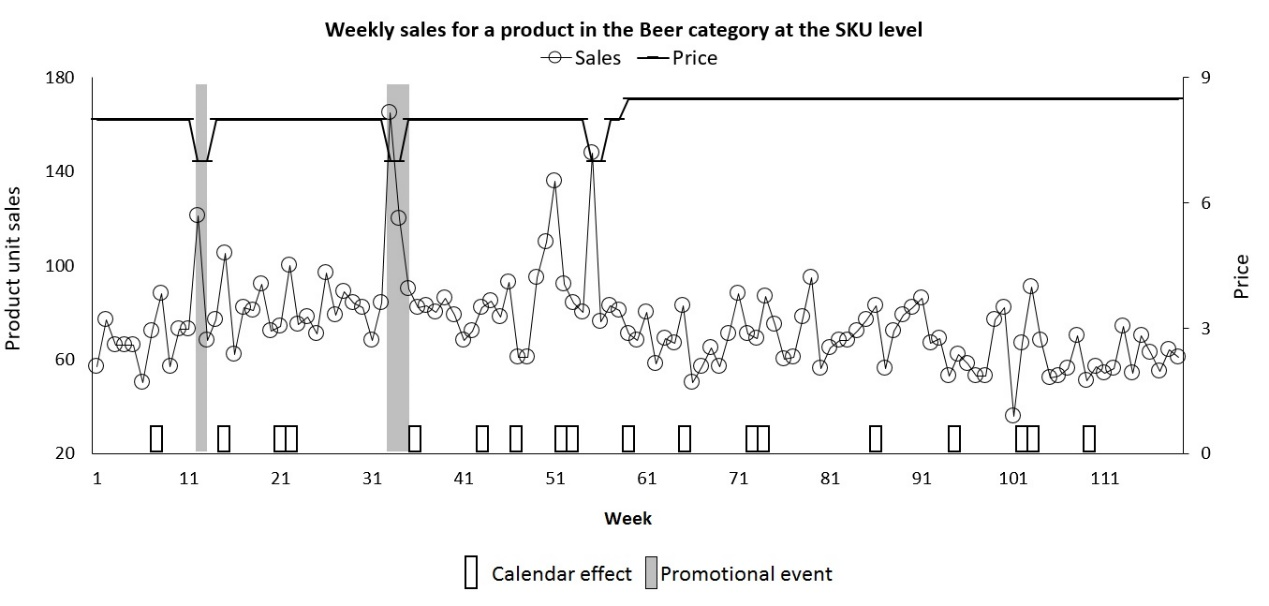 Weekly sales for a product in the Beer category at the SKU level
Sales Price
180 9
140
6
100
3
60
20 0
Product unit sales
Price
1 11 21 31 41 51 61 71 81 91 101 111
Week
Calendar effect Promotional event